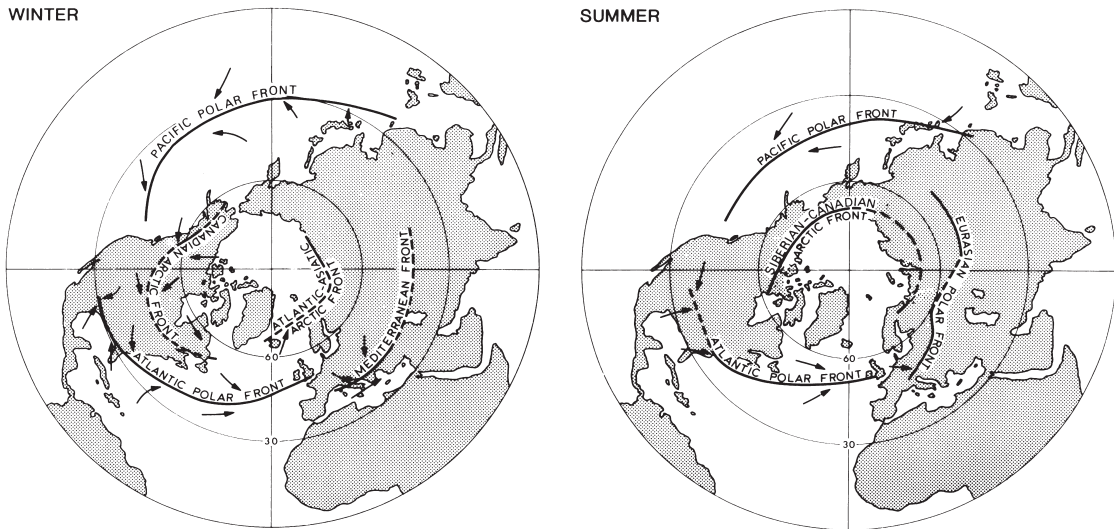 WINTER
PACIFIC POLAR FRONT
CANADIAN
ARCTIC FRONT
ATLANTIC-ASIATIC
ARCTIC FRONT
MEDITERRANEAN FRONT
60
ATLANTIC POLAR FRONT
30
SUMMER
PACIFIC POLAR FRONT
SIBERIAN-CANADIAN
ARCTIC FRONT
EURASIAN POLAR FRONT
60
ATLANTIC POLAR FRONT
30